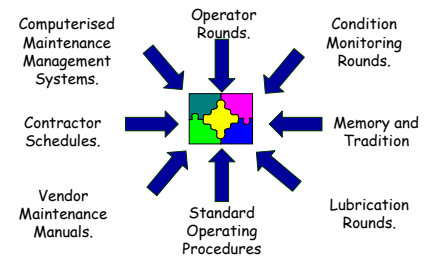 Computerised
Maintenance
Management
Systems.
Operator
Rounds.
Condition
Monitoring
Rounds.
Contractor
Schedules.
Memory and
Tradition
Vendor
Maintenance
Manuals.
Standard
Operating
Procedures
Lubrication
Rounds.